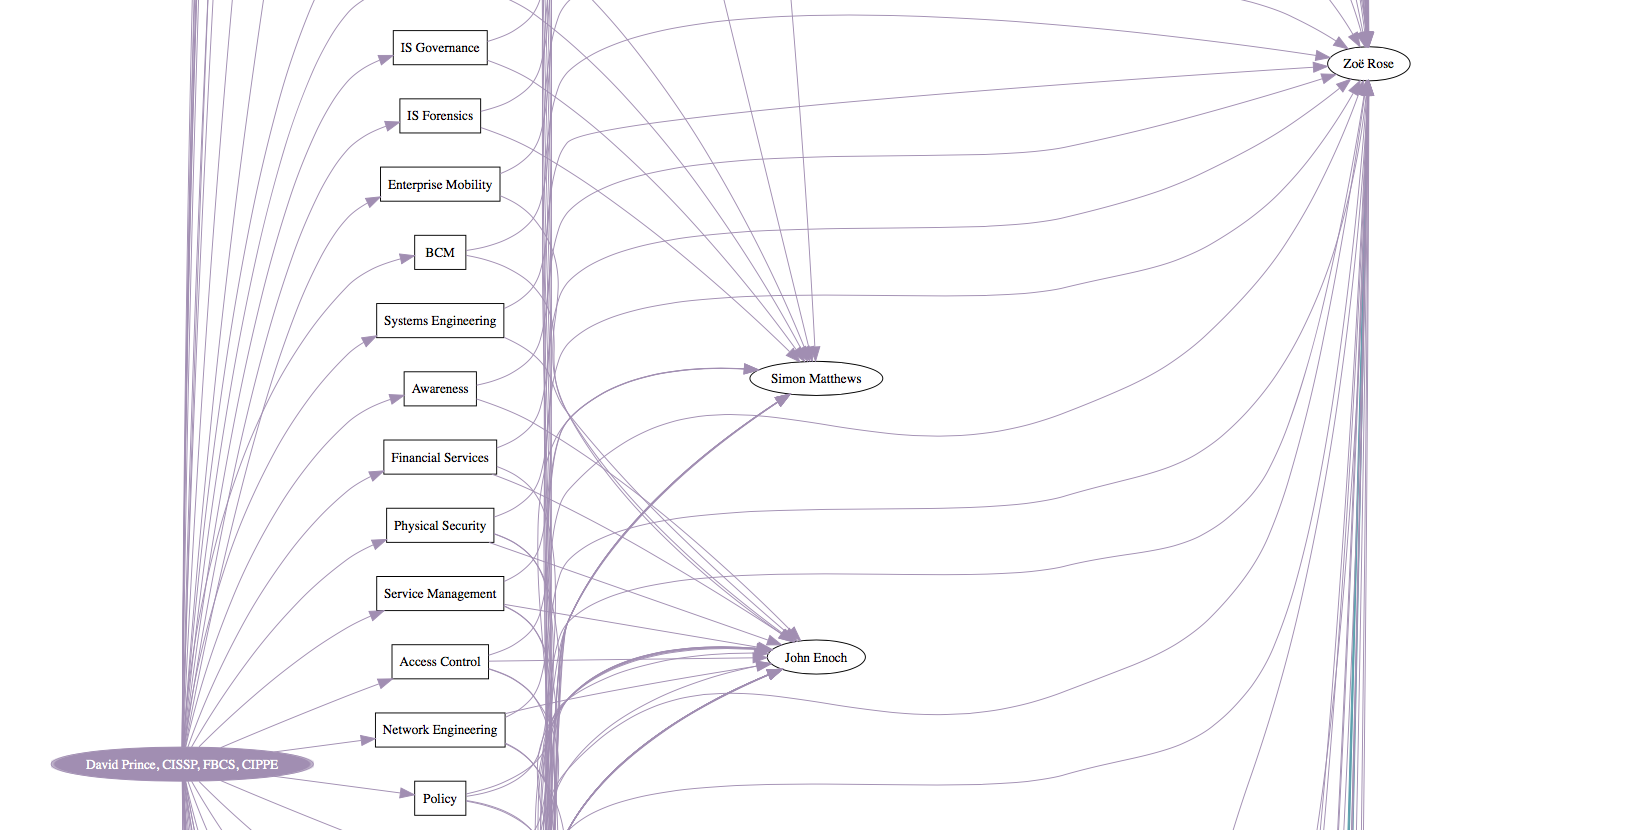 IS Governance
Zoë Rose
IS Forensics
Enterprise Mobility
BCM
Systems Engineering
Simon Matthews
Awareness
Financial Services
Physical Security
Service Management
John Enoch
Access Control
Network Engineering
David Prince, CISSP, FBCS, CIPPE
Policy